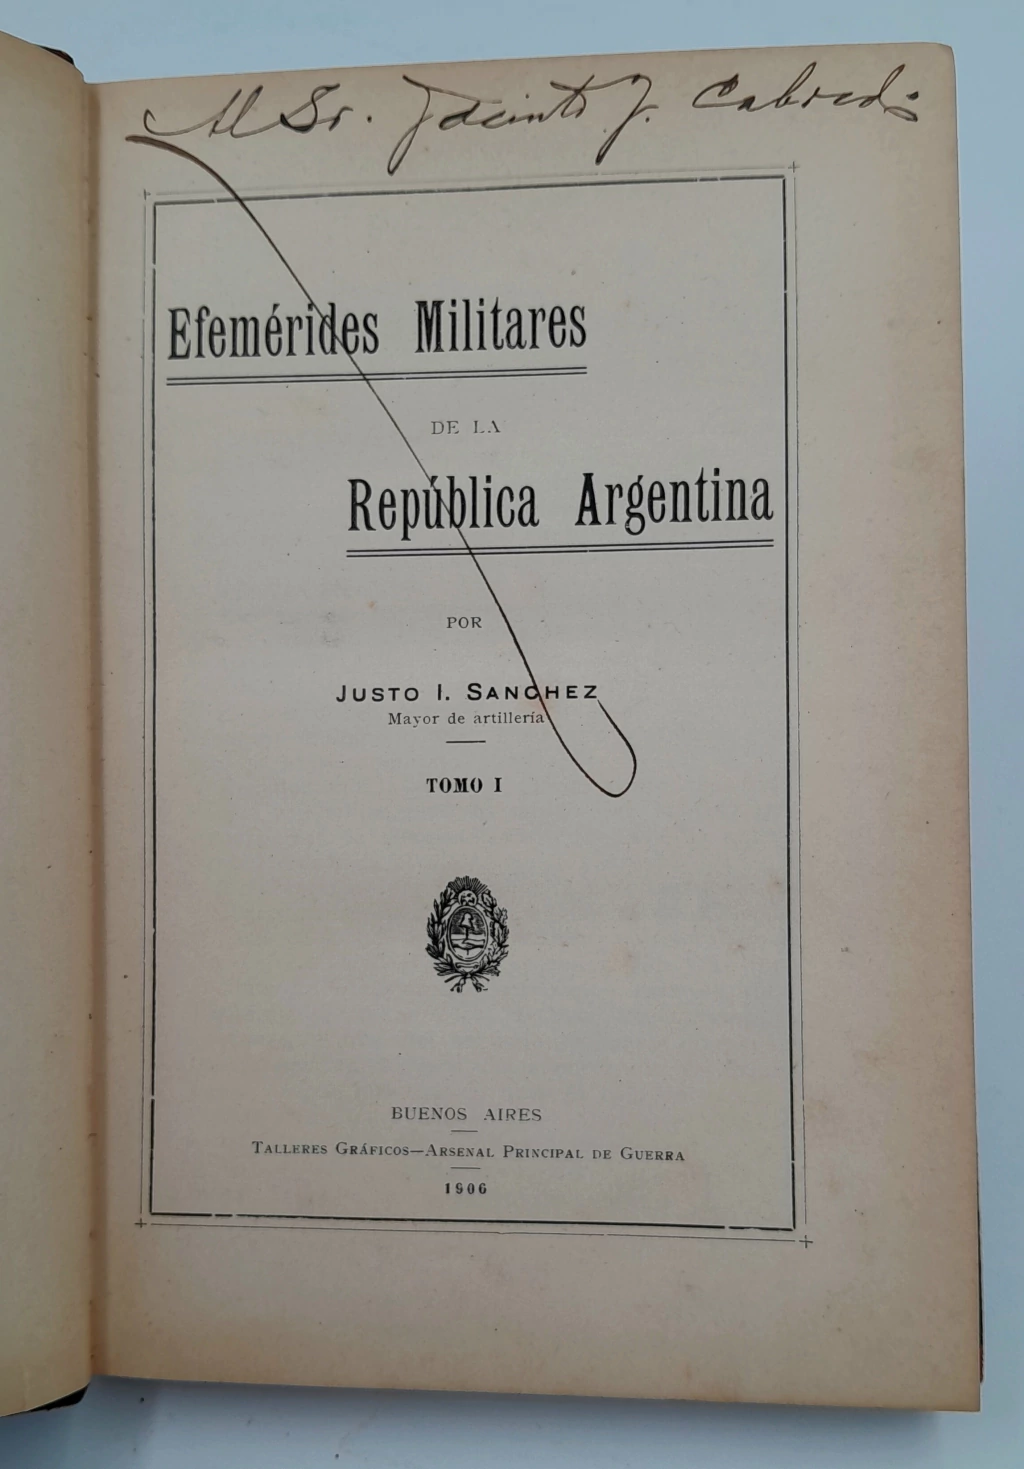 Al Sr. Jacinto J. Cabred
Efemérides Militares
DE LA
República Argentina
POR
JUSTO I. SANCHEZ
Mayor de artillería
TOMO I
BUENOS AIRES
TALLERES GRÁFICOS—ARSENAL PRINCIPAL DE GUERRA
1906